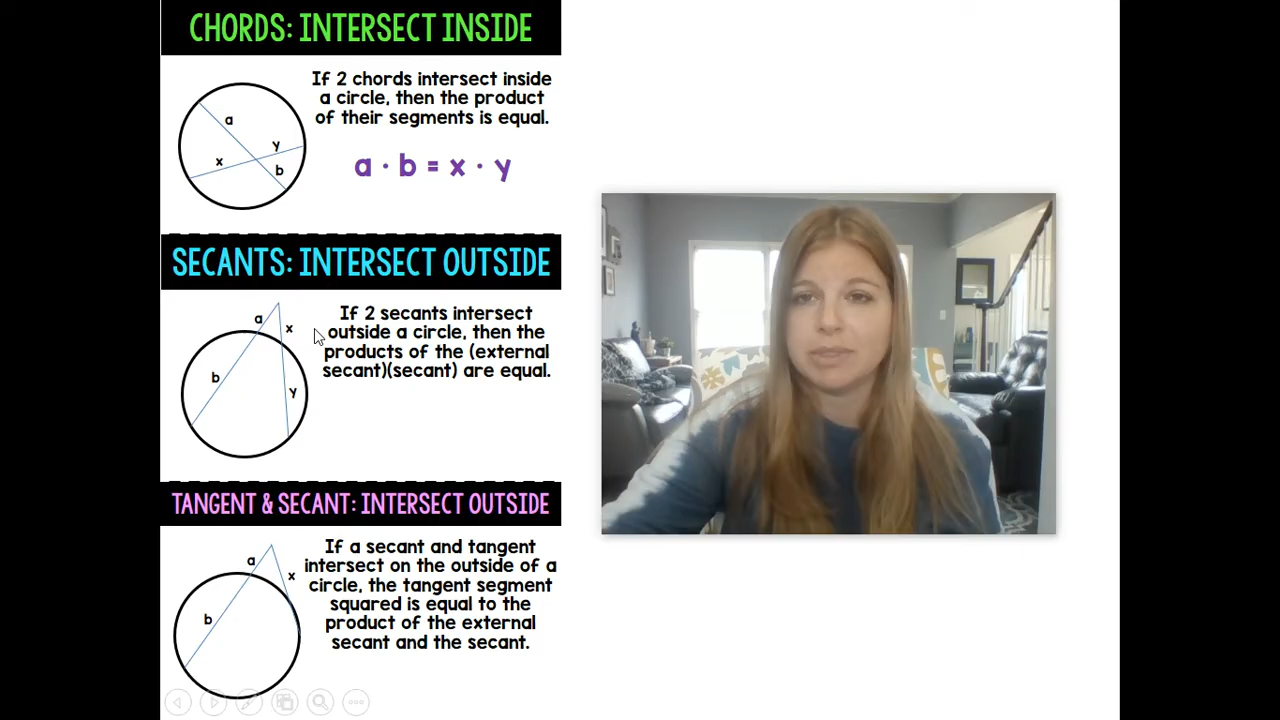 CHORDS: INTERSECT INSIDE
If 2 chords intersect inside
a circle, then the product
of their segments is equal.
a · b = x · y
a
y
x
b
SECANTS: INTERSECT OUTSIDE
If 2 secants intersect
outside a circle, then the
products of the (external
secant)(secant) are equal.
a
x
b
y
TANGENT & SECANT: INTERSECT OUTSIDE
If a secant and tangent
intersect on the outside of a
circle, the tangent segment
squared is equal to the
product of the external
secant and the secant.
a
x
b